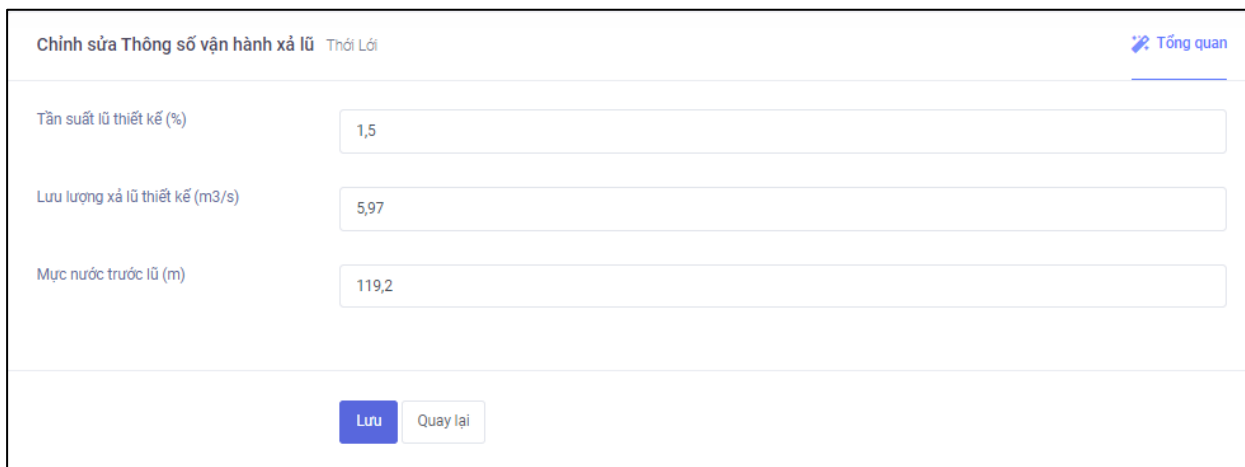 Chỉnh sửa Thông số vận hành xả lũ Thới Lới
Tổng quan
Tần suất lũ thiết kế (%)
1,5
Lưu lượng xả lũ thiết kế (m3/s)
5,97
Mực nước trước lũ (m)
119,2
Lưu
Quay lại